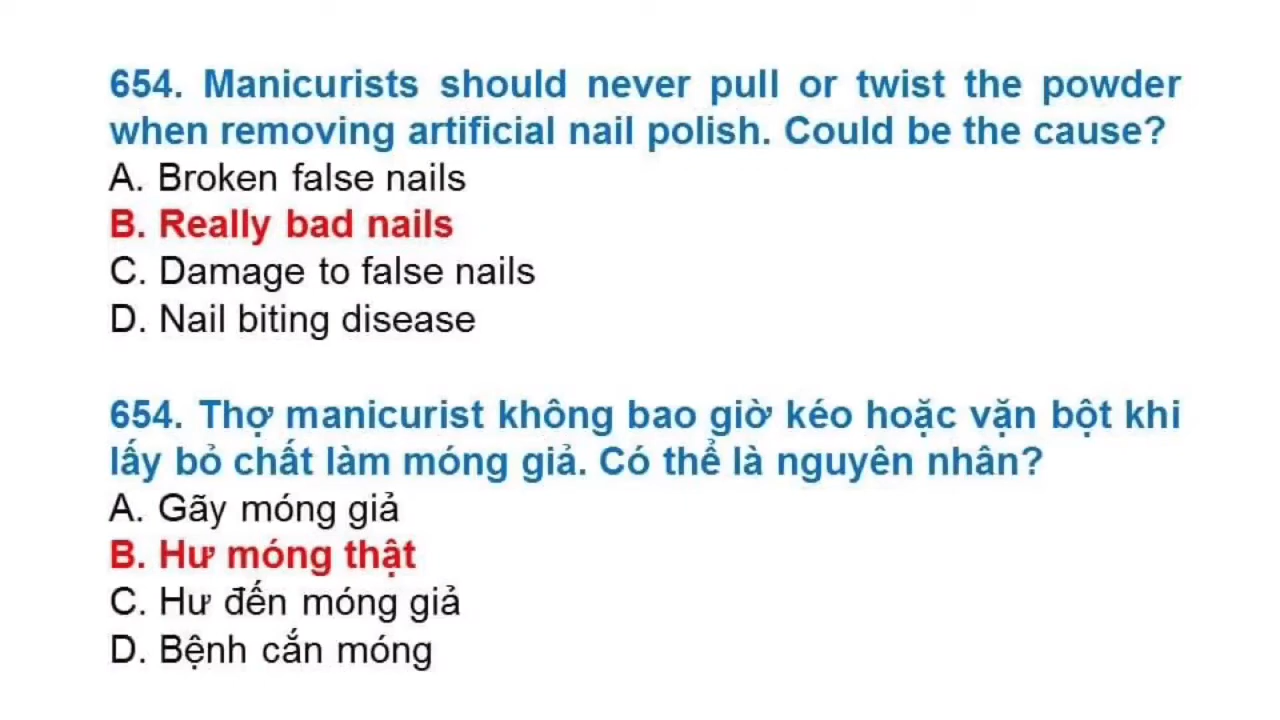 654. Manicurists should never pull or twist the powder
when removing artificial nail polish. Could be the cause?
A. Broken false nails
B. Really bad nails
C. Damage to false nails
D. Nail biting disease
654. Thợ manicurist không bao giờ kéo hoặc vặn bột khi
lấy bỏ chất làm móng giả. Có thể là nguyên nhân?
A. Gãy móng giả
B. Hư móng thật
C. Hư đến móng giả
D. Bệnh cắn móng